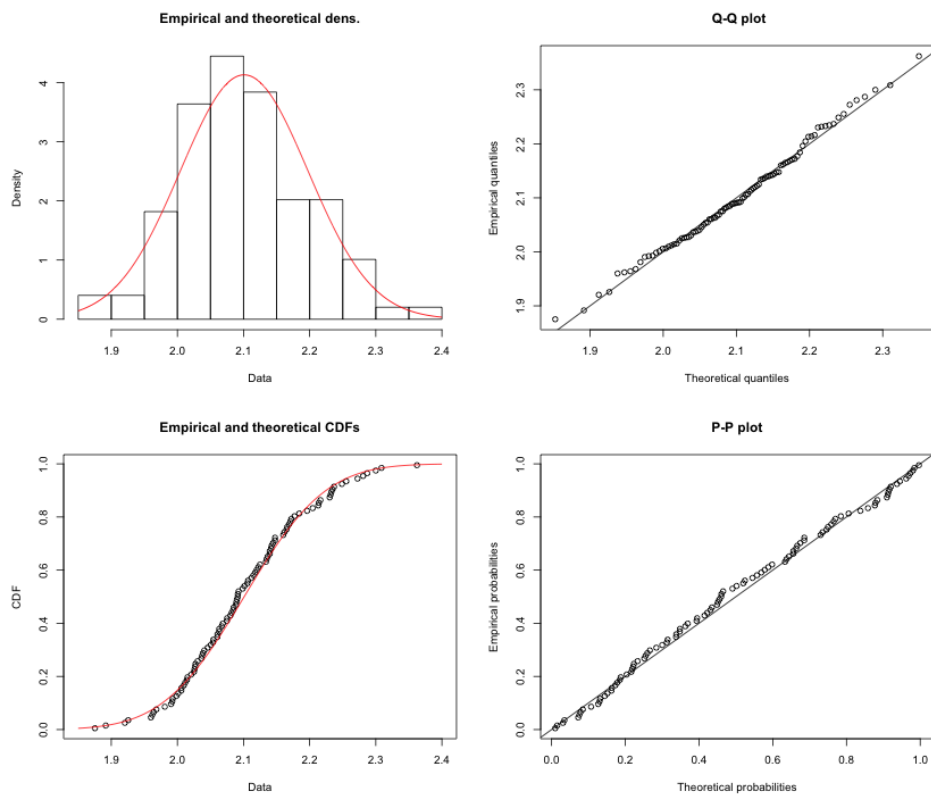 Empirical and theoretical dens.
Density
0 1 2 3 4
1.9 2.0 2.1 2.2 2.3 2.4
Data
Q-Q plot
Empirical quantiles
1.9 2.0 2.1 2.2 2.3
1.9 2.0 2.1 2.2 2.3
Theoretical quantiles
Empirical and theoretical CDFs
CDF
0.0 0.2 0.4 0.6 0.8 1.0
1.9 2.0 2.1 2.2 2.3 2.4
Data
P-P plot
Empirical probabilities
0.0 0.2 0.4 0.6 0.8 1.0
0.0 0.2 0.4 0.6 0.8 1.0
Theoretical probabilities